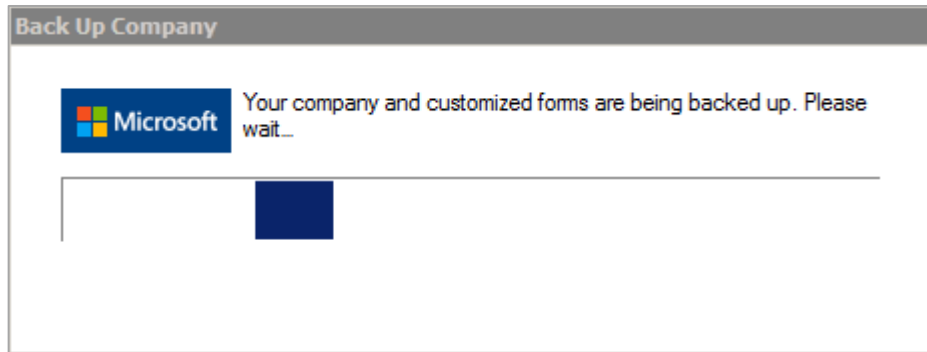 Back Up Company
Microsoft
Your company and customized forms are being backed up. Please
wait...